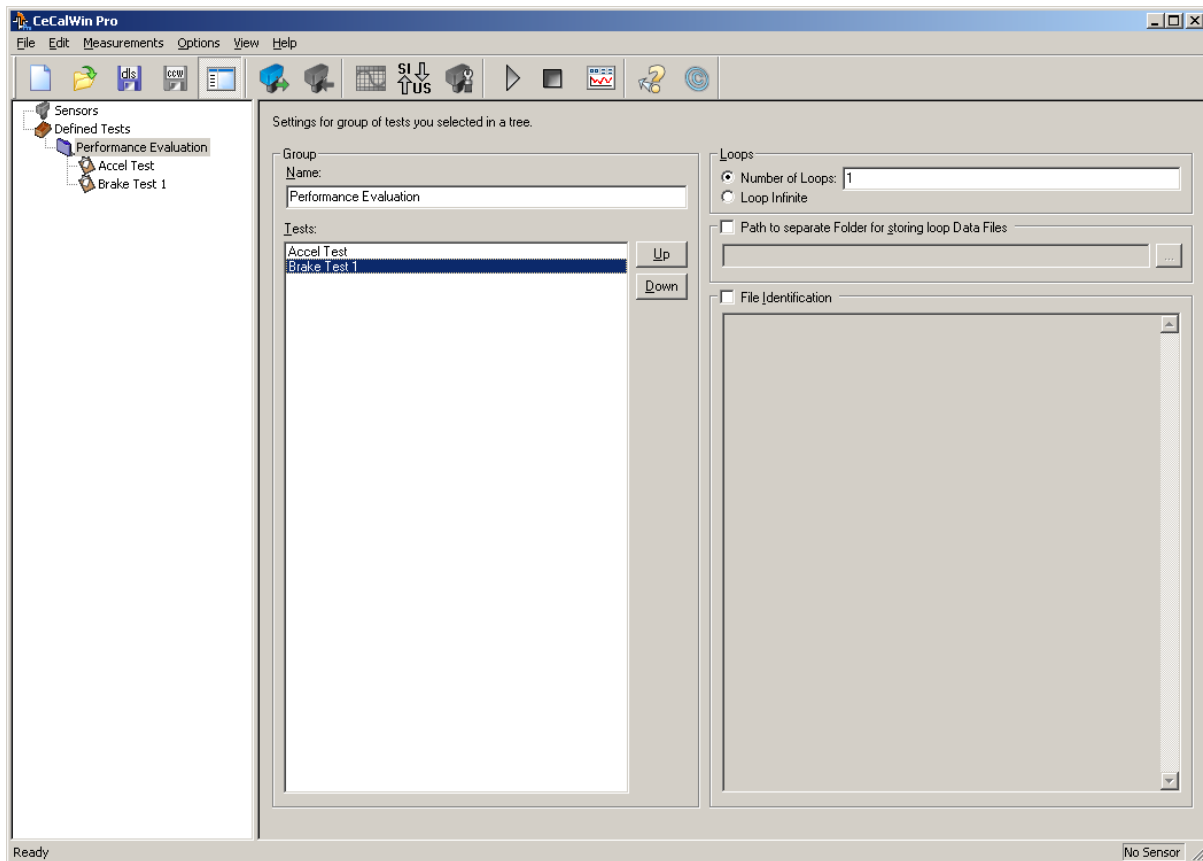 CeCalWin Pro
File Edit Measurements Options View Help
dls ccw SI US
Sensors
Defined Tests
Performance Evaluation
Accel Test
Brake Test 1
Settings for group of tests you selected in a tree.
Group
Name:
Performance Evaluation
Tests:
Accel Test
Brake Test 1
Up
Down
Loops
Number of Loops: 1
Loop Infinite
Path to separate Folder for storing loop Data Files
...
File Identification
Ready
No Sensor